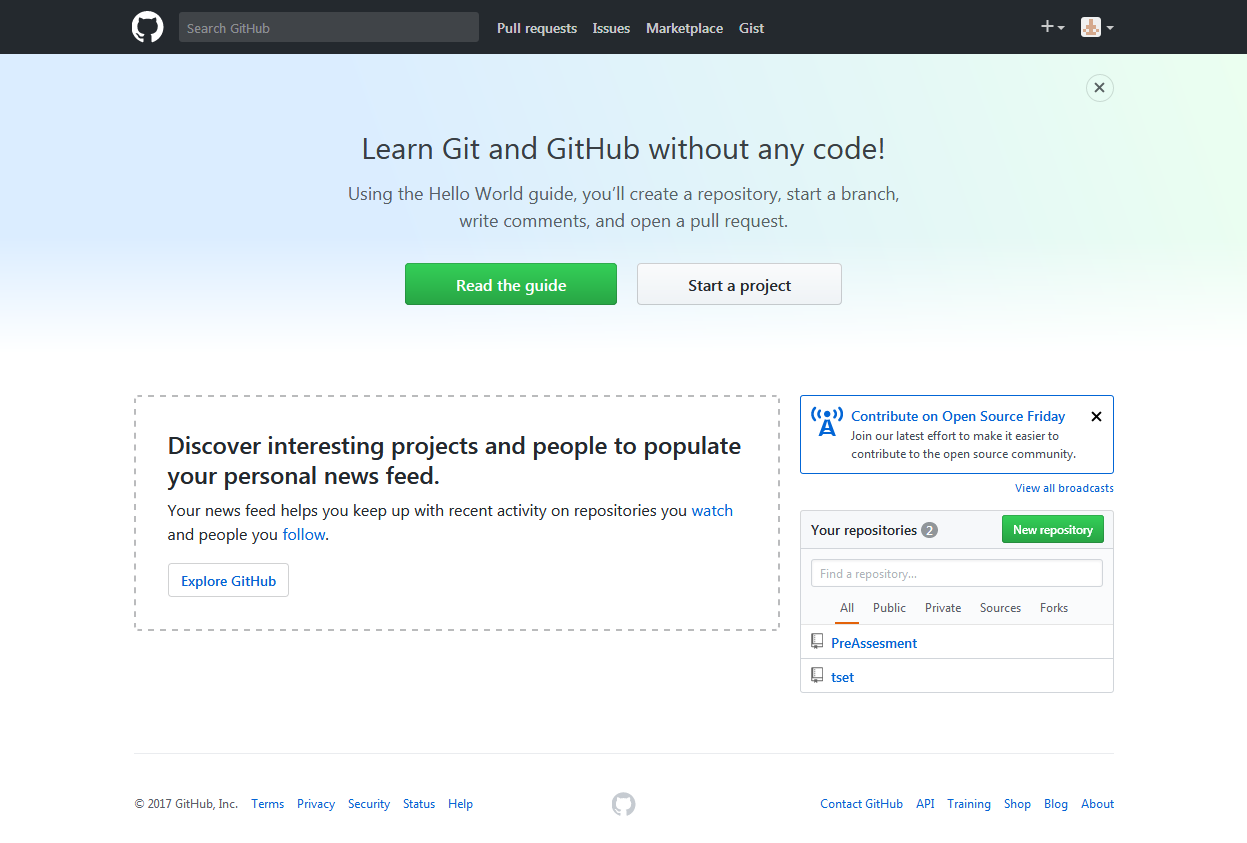 Search GitHub Pull requests Issues Marketplace Gist
Learn Git and GitHub without any code!
Using the Hello World guide, you’ll create a repository, start a branch,
write comments, and open a pull request.
Read the guide Start a project
Discover interesting projects and people to populate
your personal news feed.
Your news feed helps you keep up with recent activity on repositories you watch
and people you follow.
Explore GitHub
Contribute on Open Source Friday
Join our latest effort to make it easier to
contribute to the open source community.
View all broadcasts
Your repositories 2 New repository
Find a repository...
All Public Private Sources Forks
PreAssesment
tset
© 2017 GitHub, Inc. Terms Privacy Security Status Help Contact GitHub API Training Shop Blog About